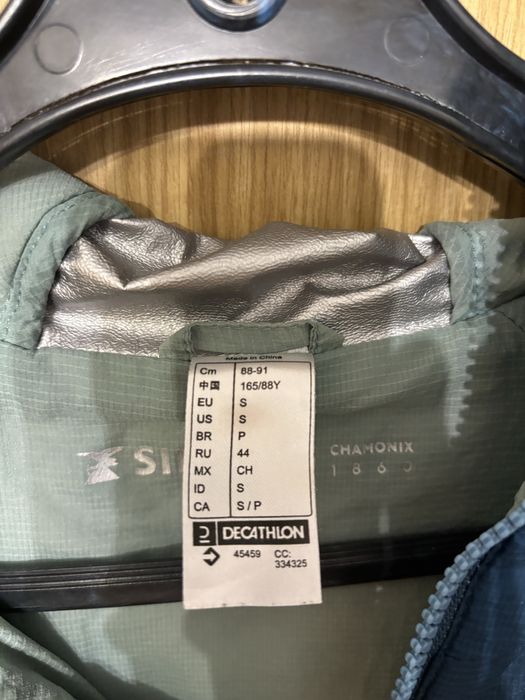 Made in China
Cm 88-91
中国 165/88Y
EU S
US S
BR P
RU 44
MX CH
ID S
CA S / P
DECATHLON
45459 CC:
334325
SI
CHAMONIX
1860